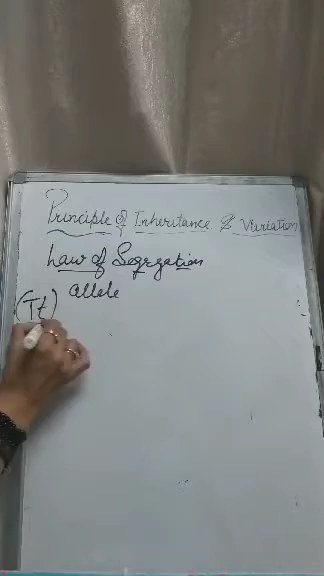 Principle of Inheritance & Variation
Law of Segregation
allele
(Tt)